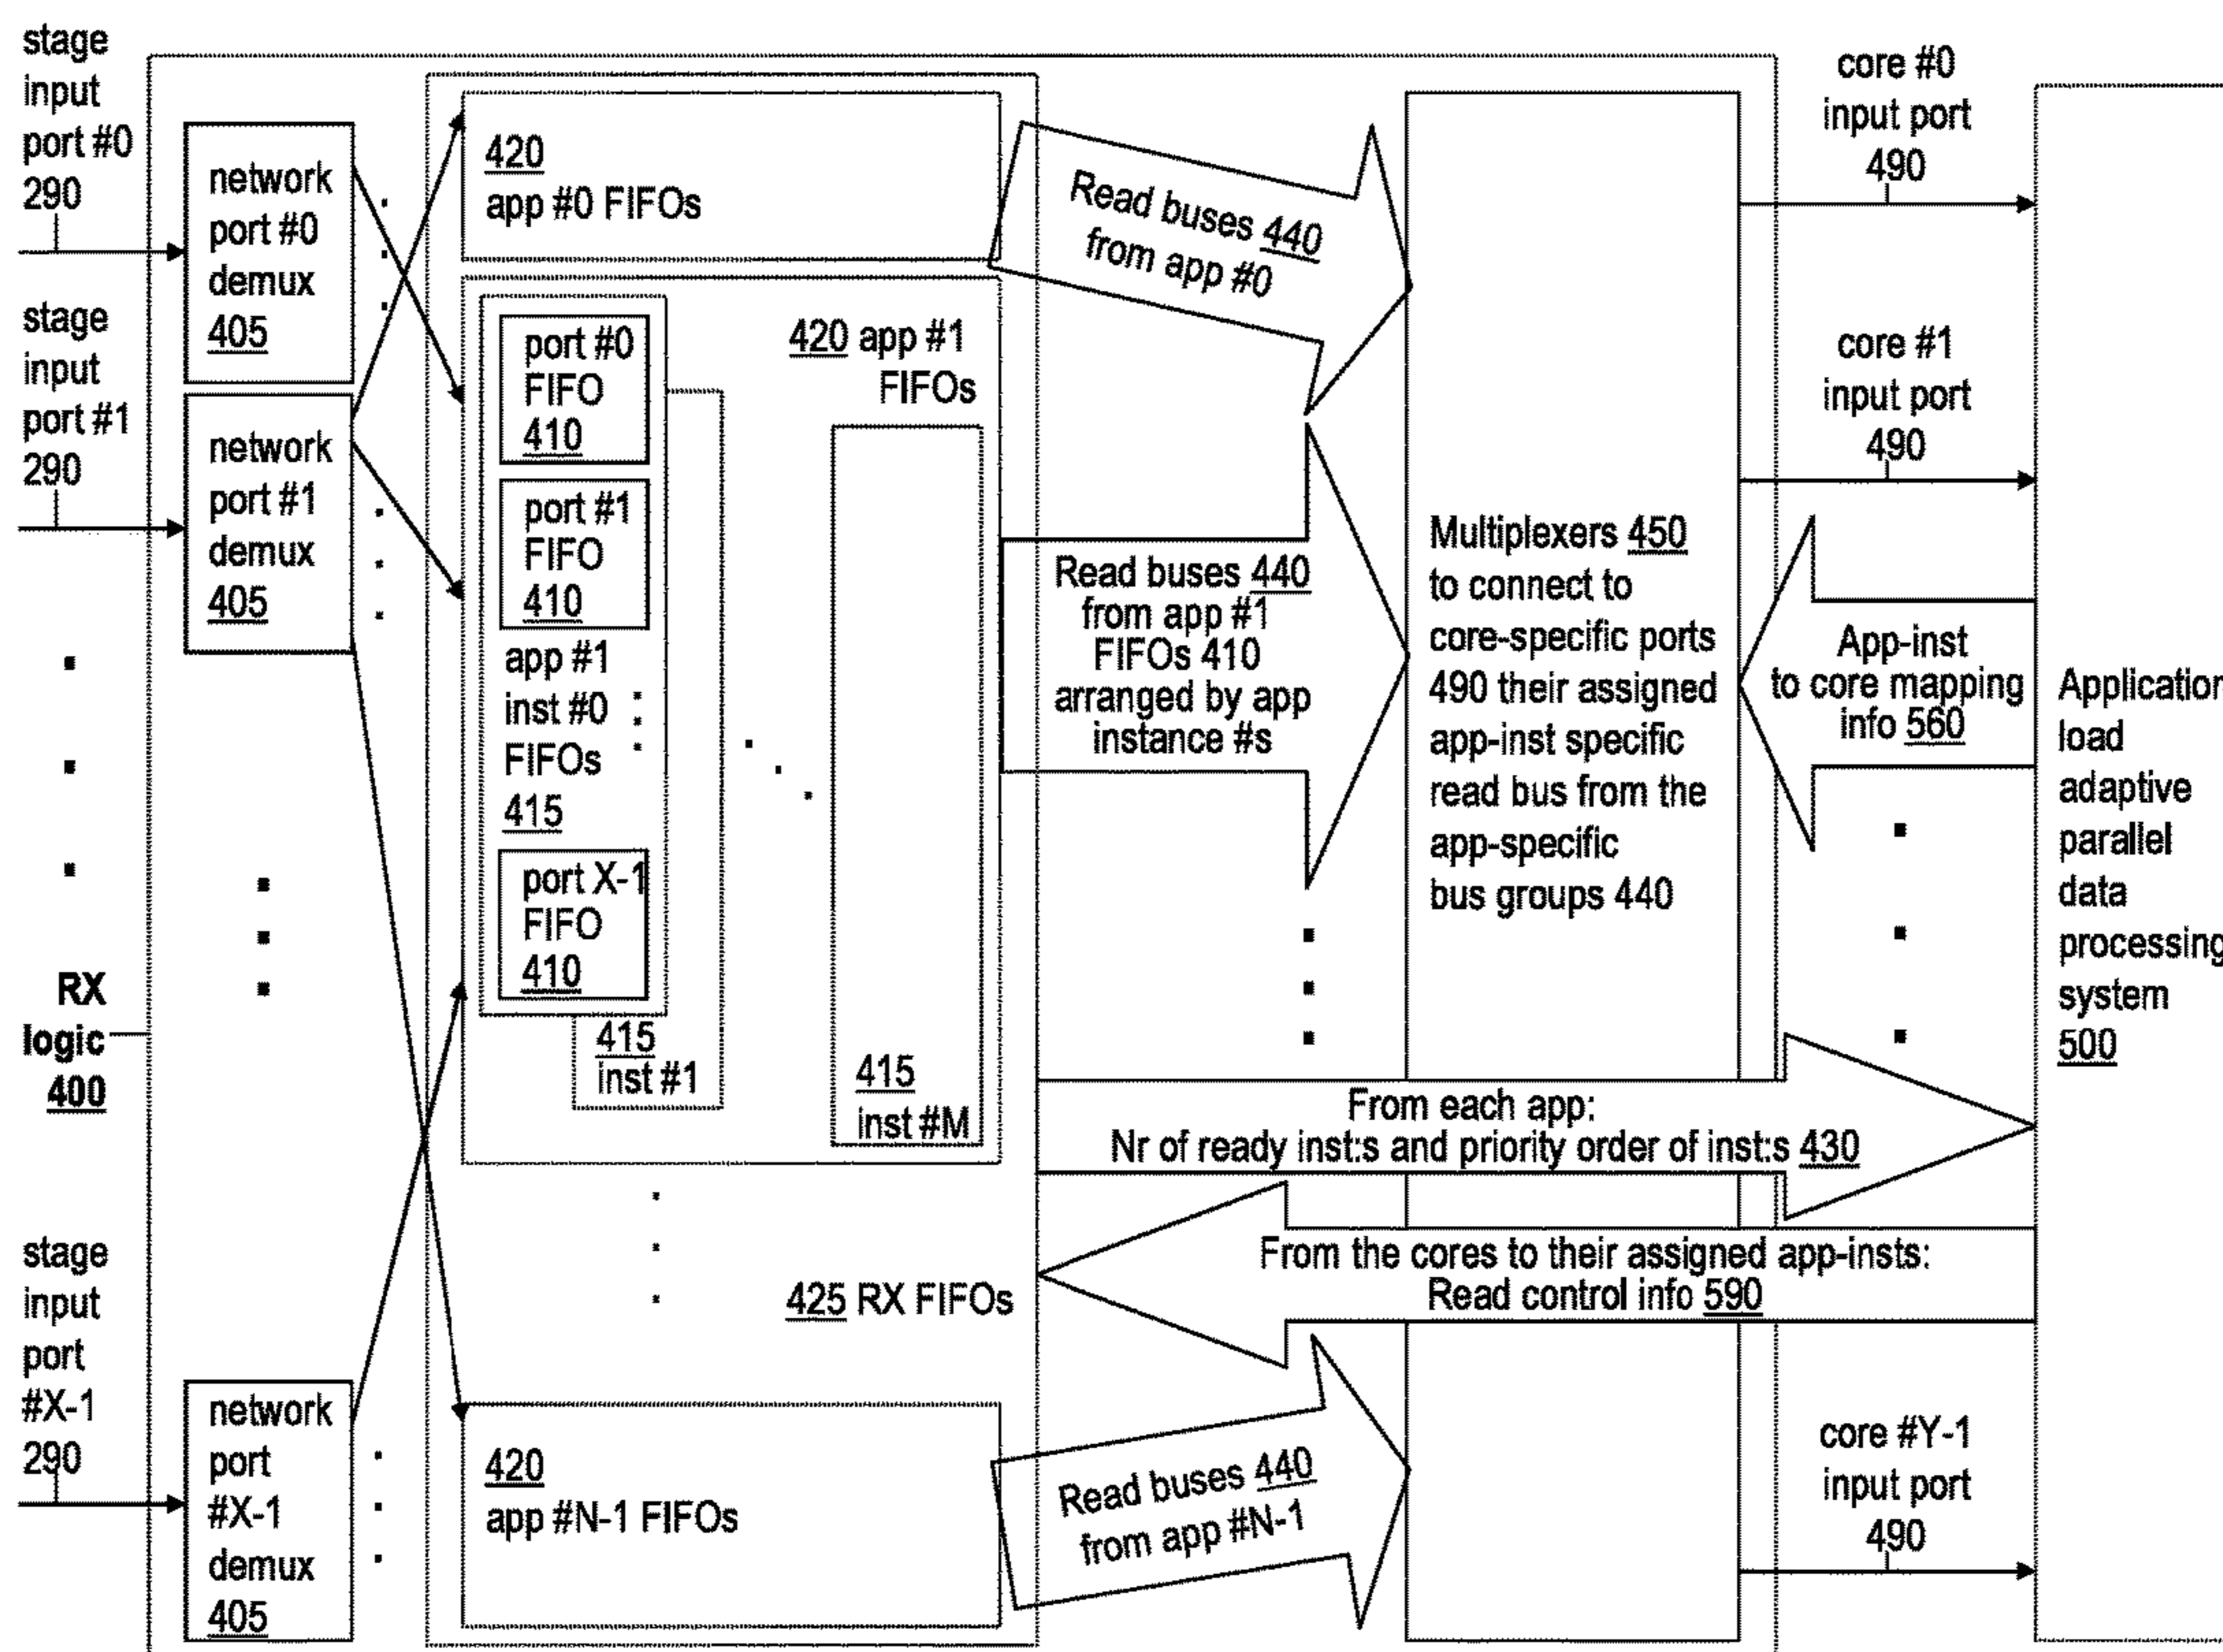 stage
input
port #0
290
stage
input
port #1
290
RX
logic
400
stage
input
port
#X-1
290
network
port #0
demux
405
network
port #1
demux
405
network
port
#X-1
demux
405
420
app #0 FIFOs
port #0
FIFO
410
port #1
FIFO
410
app #1
inst #0
FIFOs
415
port X-1
FIFO
410
415
inst #1
420 app #1
FIFOs
415
inst #M
425 RX FIFOs
420
app #N-1 FIFOs
Read buses 440
from app #0
Read buses 440
from app #1
FIFOs 410
arranged by app
instance #s
Read buses 440
from app #N-1
Multiplexers 450
to connect to
core-specific ports
490 their assigned
app-inst specific
read bus from the
app-specific
bus groups 440
From each app:
Nr of ready inst:s and priority order of inst:s 430
From the cores to their assigned app-insts:
Read control info 590
core #0
input port
490
core #1
input port
490
App-inst
to core mapping
info 560
core #Y-1
input port
490
Application
load
adaptive
parallel
data
processing
system
500